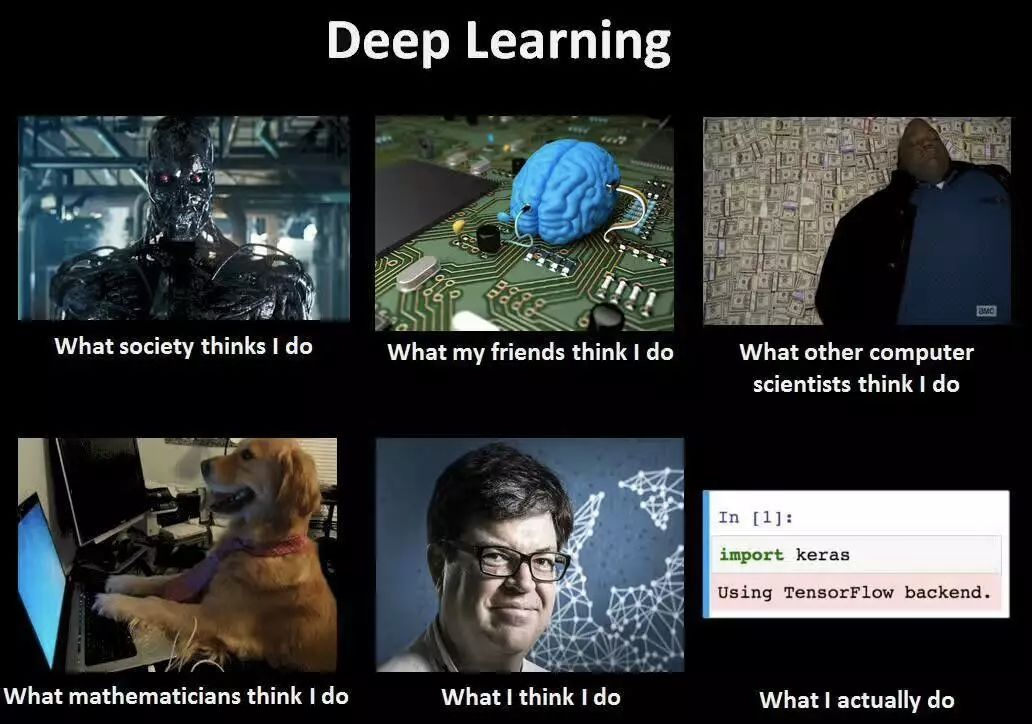 Deep Learning
What society thinks I do
What my friends think I do
What other computer
scientists think I do
amc
What mathematicians think I do
What I think I do
In [1]:
import keras
Using TensorFlow backend.
What I actually do